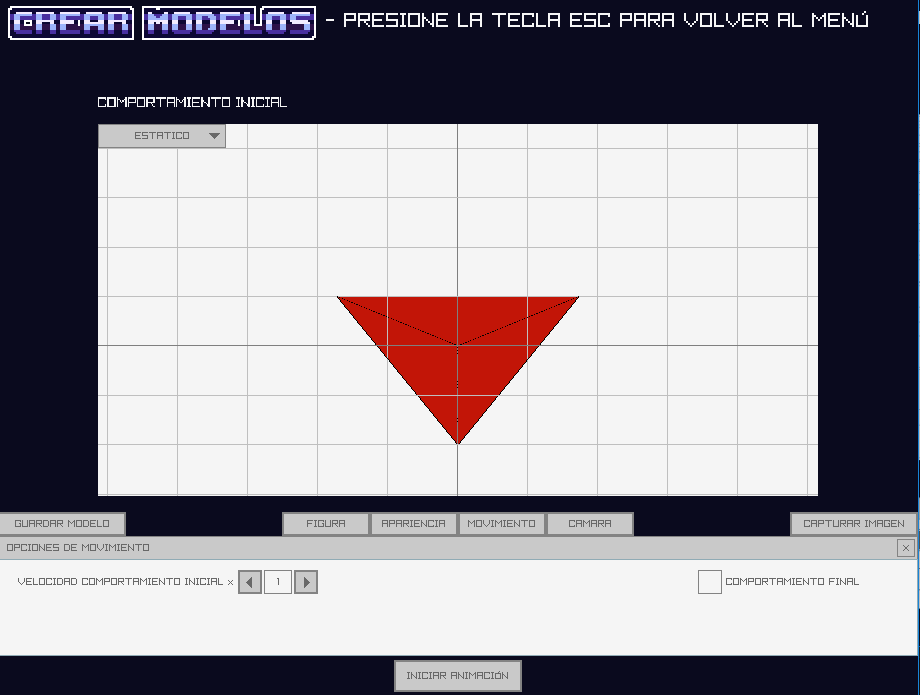 CREAR MODELOS - PRESIONE LA TECLA ESC PARA VOLVER AL MENÚ
COMPORTAMIENTO INICIAL
ESTATICO
GUARDAR MODELO
FIGURA
APARIENCIA
MOVIMIENTO
CAMARA
CAPTURAR IMAGEN
OPCIONES DE MOVIMIENTO
VELOCIDAD COMPORTAMIENTO INICIAL x 1
COMPORTAMIENTO FINAL
INICIAR ANIMACIÓN